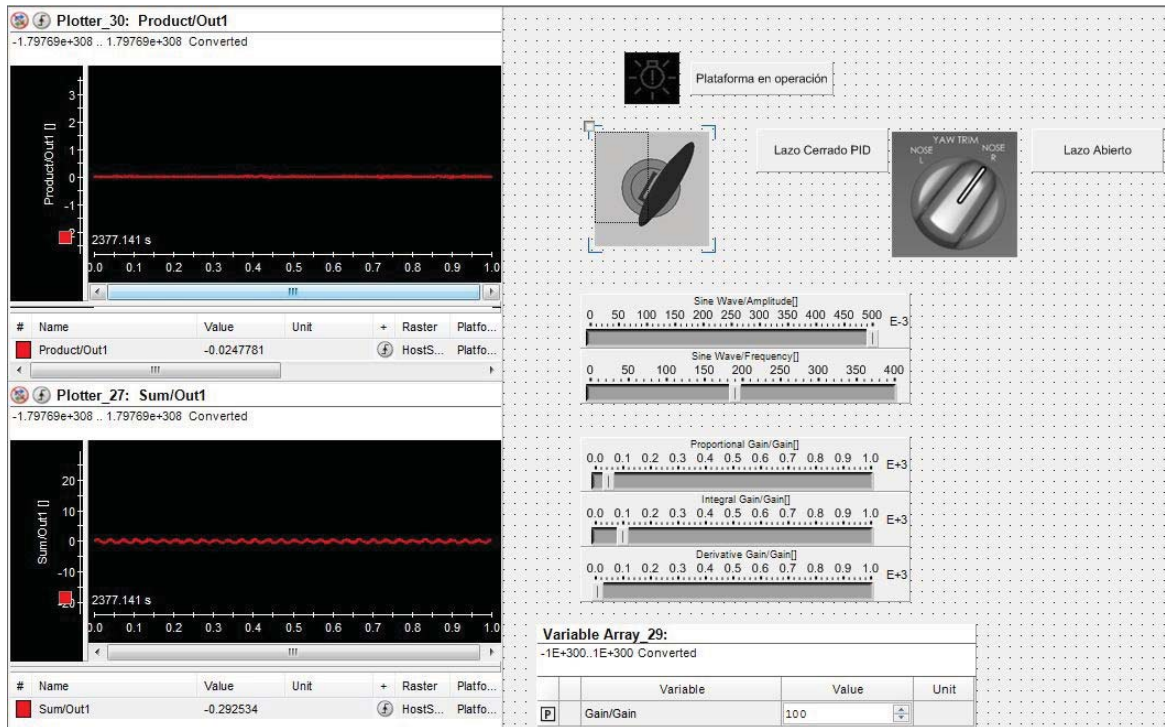 Plotter_30: Product/Out1
-1.79769e+308 .. 1.79769e+308 Converted
Product/Out1 []
3
2
1
0
-1
-2
2377.141 s
0.0 0.1 0.2 0.3 0.4 0.5 0.6 0.7 0.8 0.9 1.0
# Name Value Unit + Raster Platfo...
Product/Out1 -0.0247781 HostS... Platfo...
Plotter_27: Sum/Out1
-1.79769e+308 .. 1.79769e+308 Converted
Sum/Out1 []
20
10
0
-10
-20
2377.141 s
0.0 0.1 0.2 0.3 0.4 0.5 0.6 0.7 0.8 0.9 1.0
# Name Value Unit + Raster Platfo...
Sum/Out1 -0.292534 HostS... Platfo...
Plataforma en operación
Lazo Cerrado PID
YAW TRIM
NOSE L
NOSE R
Lazo Abierto
Sine Wave/Amplitude[]
0 50 100 150 200 250 300 350 400 450 500 E-3
Sine Wave/Frequency[]
0 50 100 150 200 250 300 350 400
Proportional Gain/Gain[]
0.0 0.1 0.2 0.3 0.4 0.5 0.6 0.7 0.8 0.9 1.0 E+3
Integral Gain/Gain[]
0.0 0.1 0.2 0.3 0.4 0.5 0.6 0.7 0.8 0.9 1.0 E+3
Derivative Gain/Gain[]
0.0 0.1 0.2 0.3 0.4 0.5 0.6 0.7 0.8 0.9 1.0 E+3
Variable Array_29:
-1E+300..1E+300 Converted
Variable Value Unit
P Gain/Gain 100